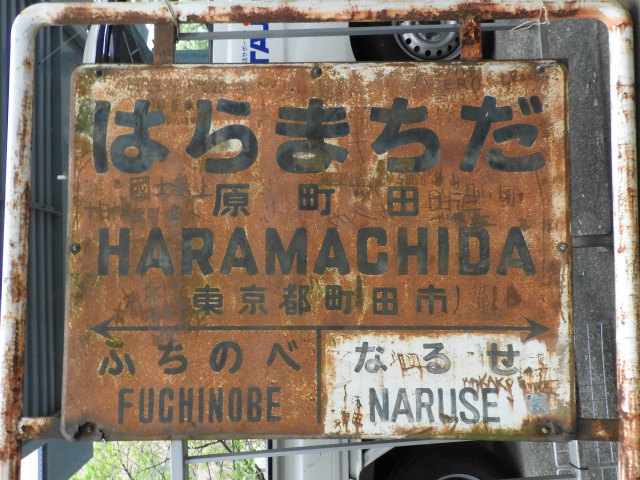 はらまちだ
原町田
HARAMACHIDA
東京都町田市
ふちのべ なるせ
FUCHINOBE NARUSE